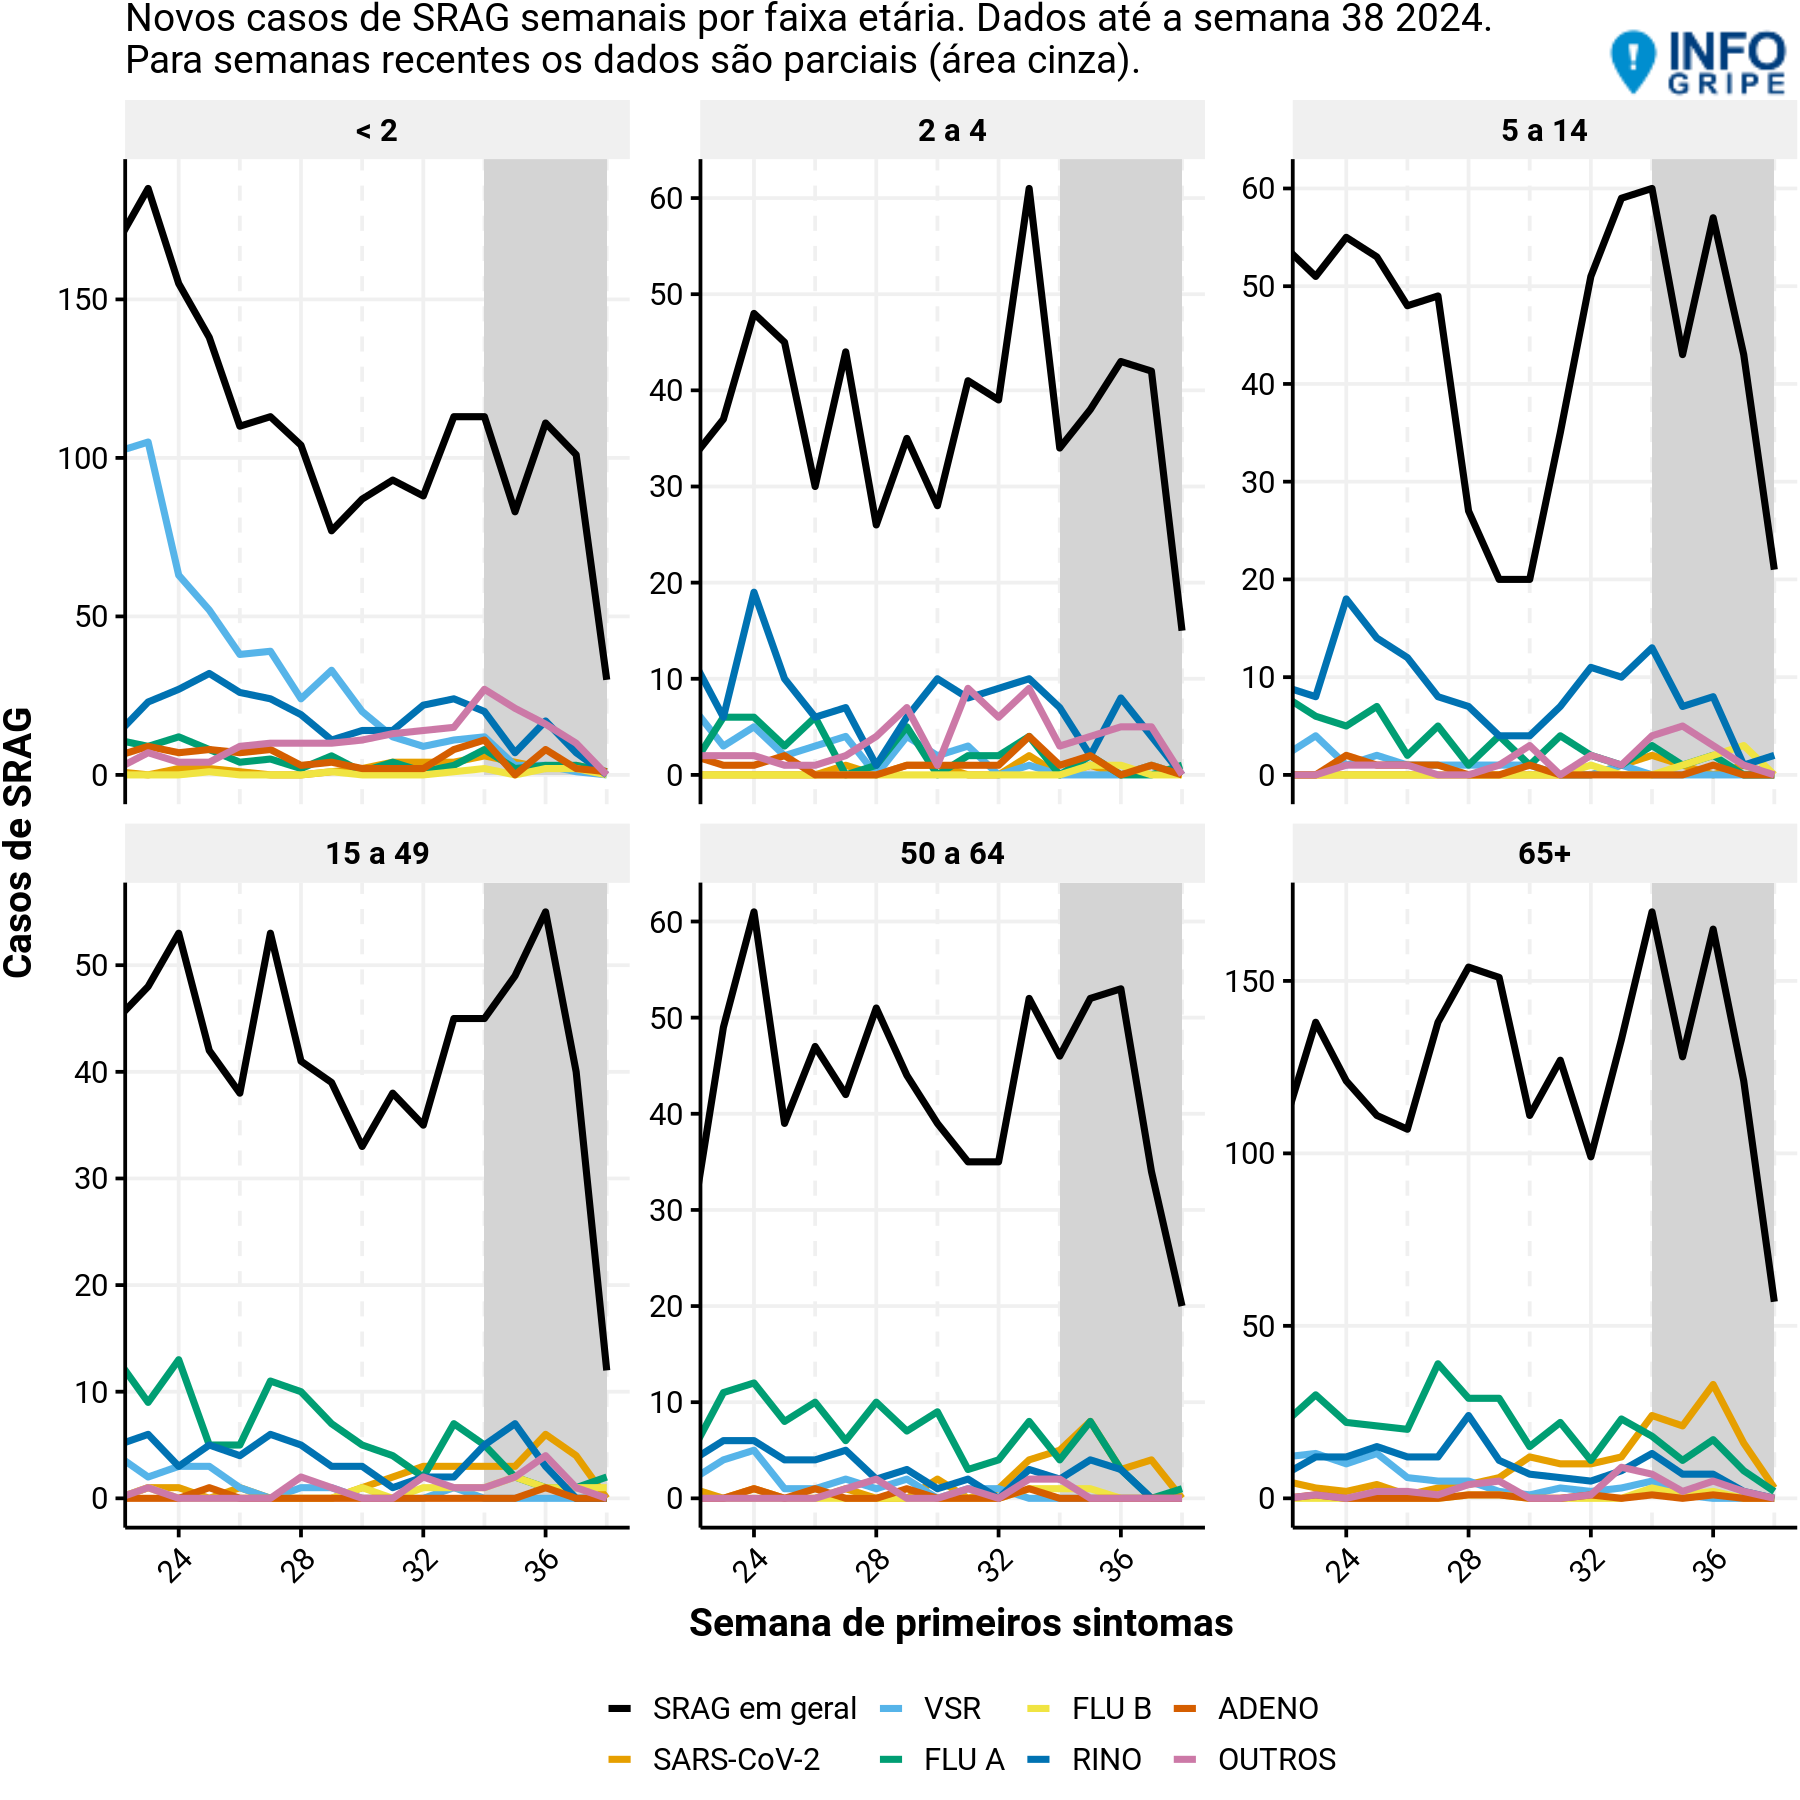 Novos casos de SRAG semanais por faixa etária. Dados até a semana 38 2024.
Para semanas recentes os dados são parciais (área cinza).
INFO
GRIPE
< 2
2 a 4
5 a 14
150
100
50
0
60
50
40
30
20
10
0
60
50
40
30
20
10
0
Casos de SRAG
15 a 49
50 a 64
65+
50
40
30
20
10
0
60
50
40
30
20
10
0
150
100
50
0
24 28 32 36
24 28 32 36
24 28 32 36
Semana de primeiros sintomas
SRAG em geral VSR FLU B ADENO
SARS-CoV-2 FLU A RINO OUTROS